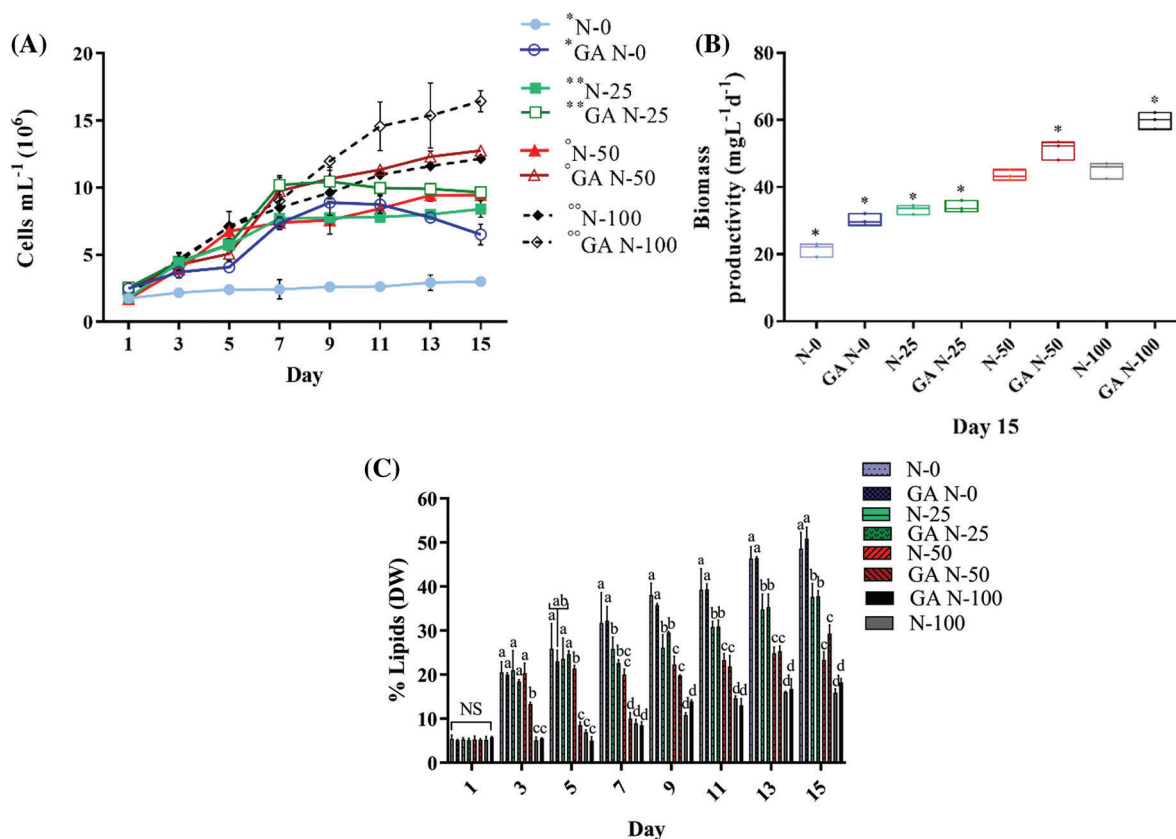 (A)
Cells mL⁻¹ (10⁶)
20
15
10
5
0
1 3 5 7 9 11 13 15
Day
*N-0
*GA N-0
**N-25
**GA N-25
°N-50
°GA N-50
°°N-100
°°GA N-100
(B)
Biomass
productivity (mgL⁻¹d⁻¹)
80
60
40
20
0
* * * * * *
N-0 GA N-0 N-25 GA N-25 N-50 GA N-50 N-100 GA N-100
Day 15
(C)
% Lipids (DW)
60
50
40
30
20
10
0
NS
a a a a a b c c
a ab b c c c
a a b b bc c d d d
a a b b c c d d
a a b b c c d d
a a b b c c d d
a a b b c c d d
1 3 5 7 9 11 13 15
Day
N-0
GA N-0
N-25
GA N-25
N-50
GA N-50
GA N-100
N-100